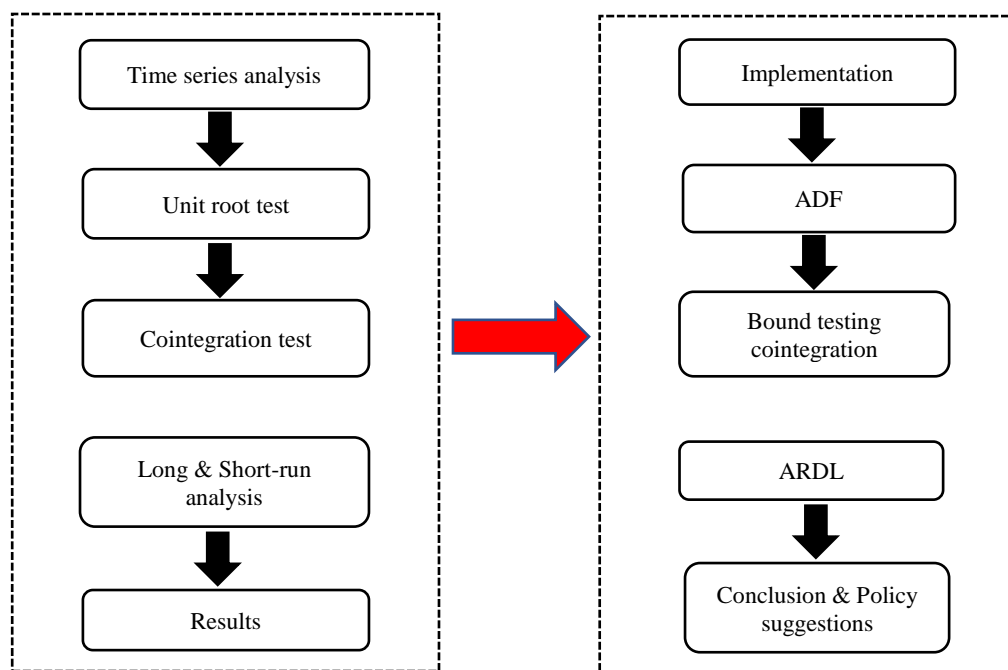 Time series analysis
Unit root test
Cointegration test
Long & Short-run
analysis
Results
Implementation
ADF
Bound testing
cointegration
ARDL
Conclusion & Policy
suggestions